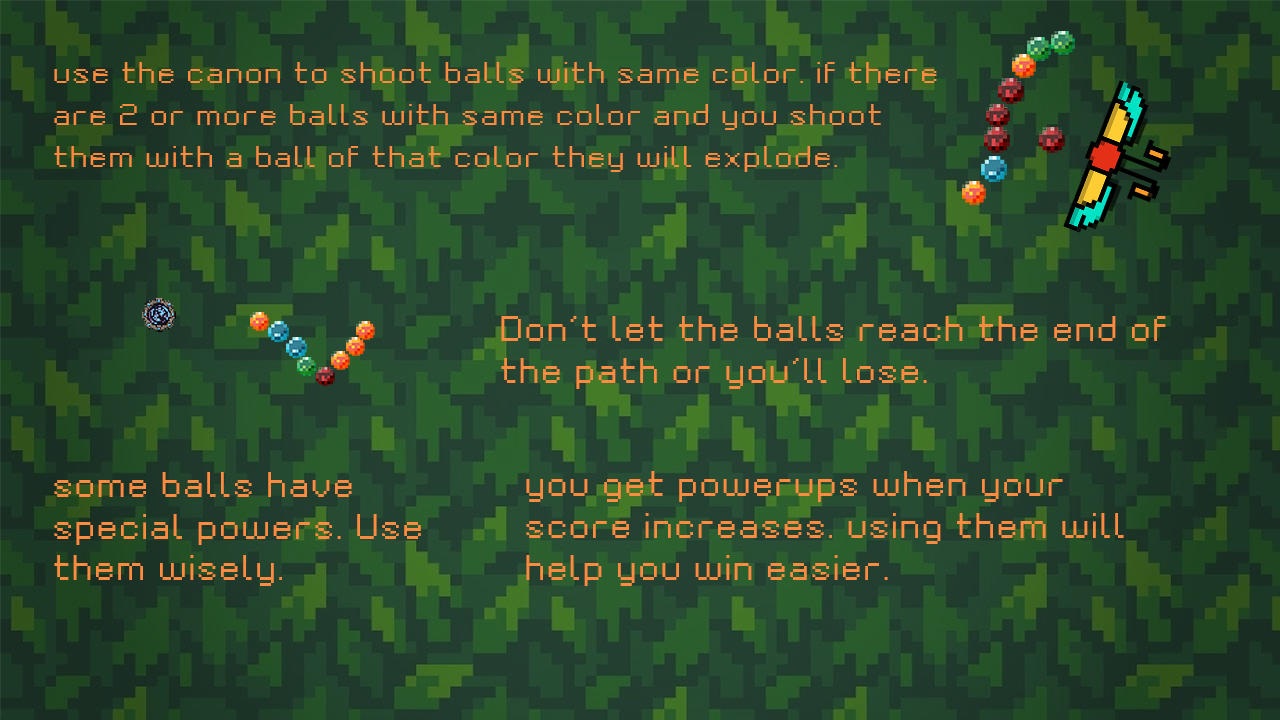 use the canon to shoot balls with same color. if there
are 2 or more balls with same color and you shoot
them with a ball of that color they will explode.
Don't let the balls reach the end of
the path or you'll lose.
some balls have
special powers. Use
them wisely.
you get powerups when your
score increases. using them will
help you win easier.